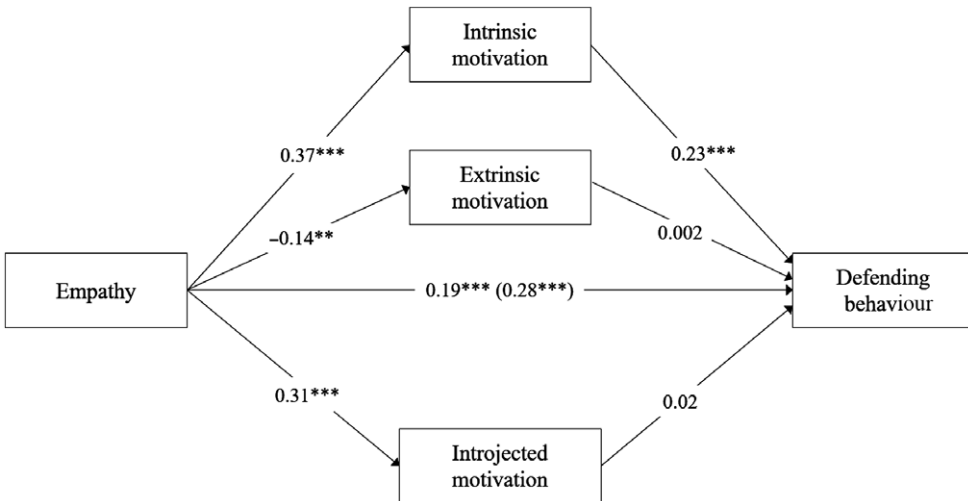 Intrinsic
motivation
0.37***
0.23***
Extrinsic
motivation
–0.14**
0.002
Empathy
0.19*** (0.28***)
Defending
behaviour
0.31***
0.02
Introjected
motivation